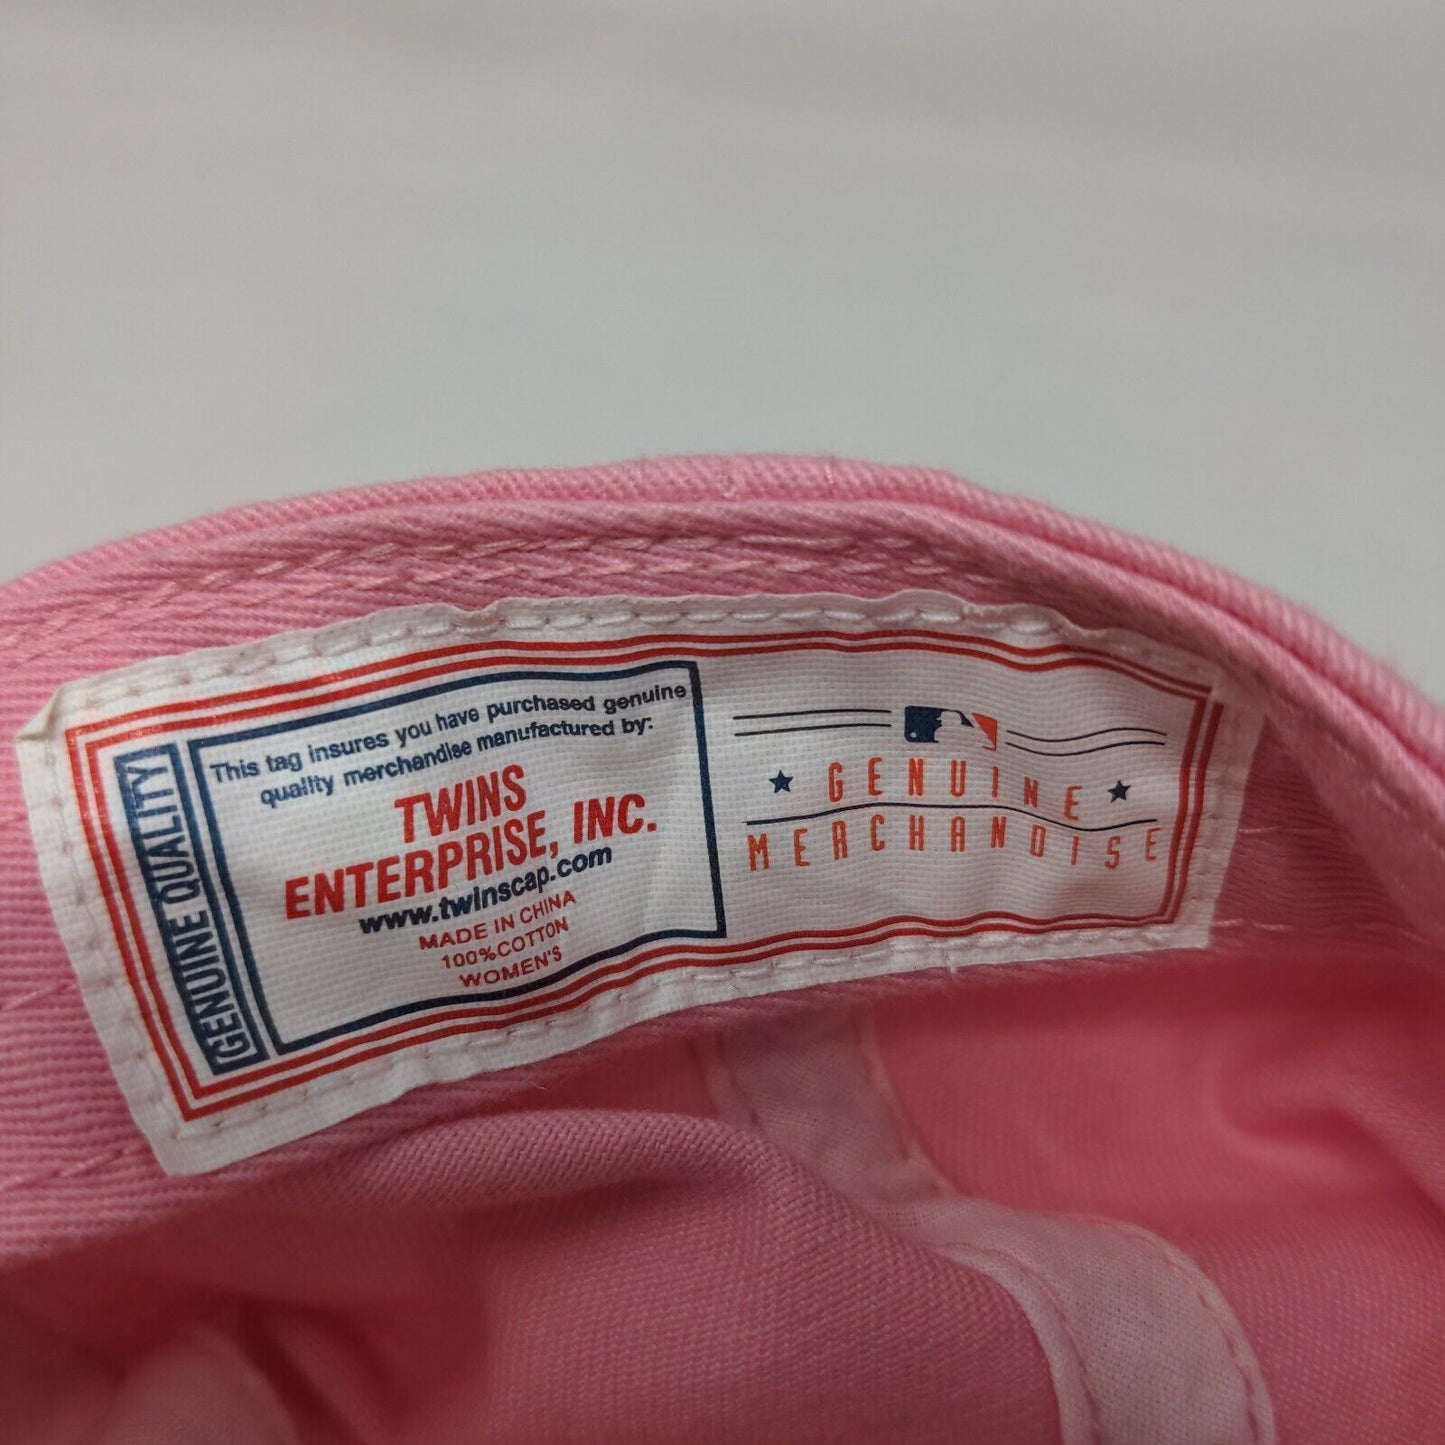 GENUINE QUALITY
This tag insures you have purchased genuine
quality merchandise manufactured by:
TWINS
ENTERPRISE, INC.
www.twinscap.com
MADE IN CHINA
100%COTTON
WOMEN'S
GENUINE
MERCHANDISE